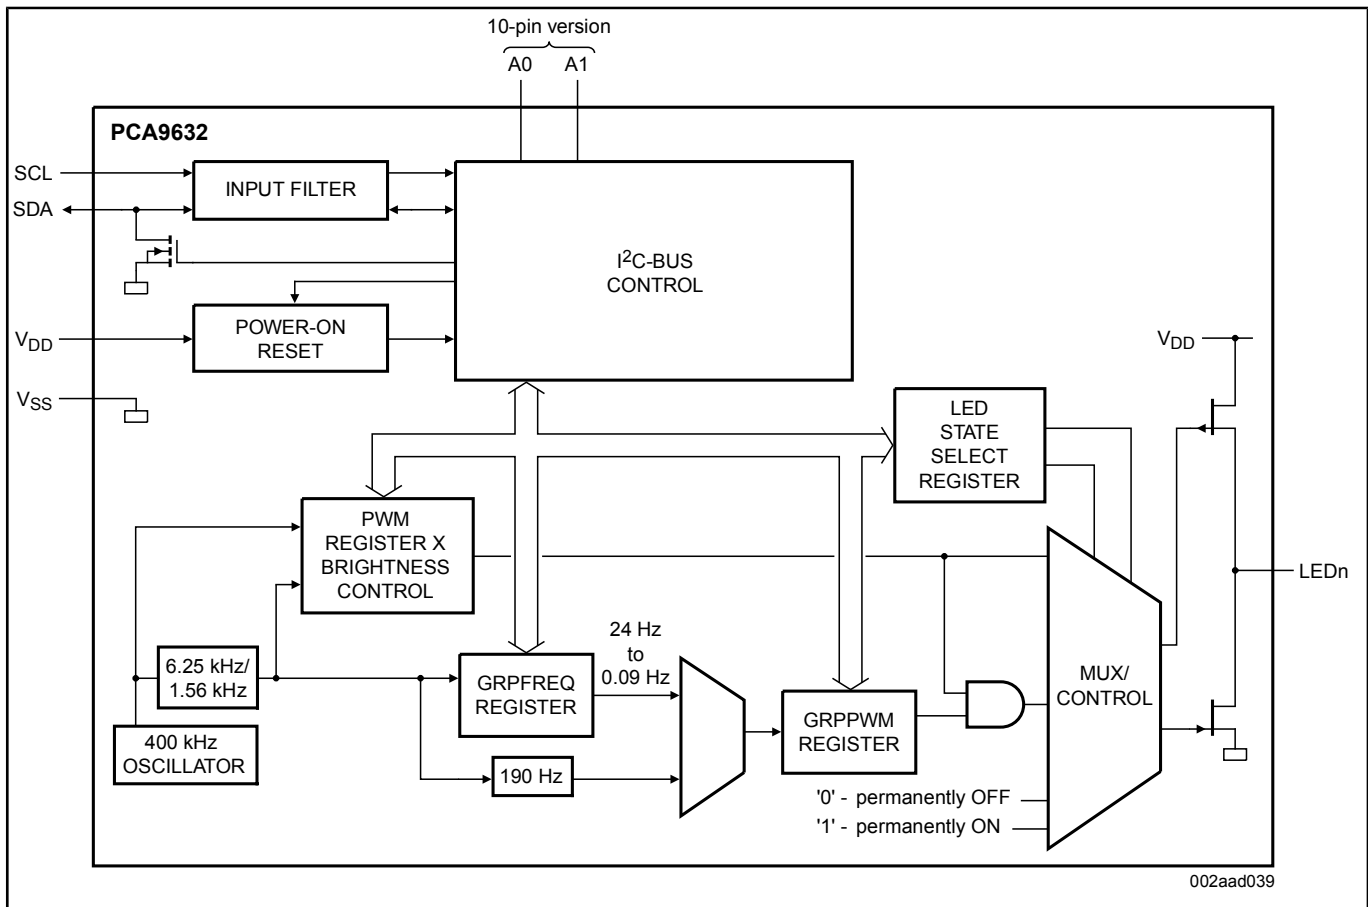 10-pin version
A0 A1
PCA9632
SCL
INPUT FILTER
SDA
I2C-BUS
CONTROL
POWER-ON
RESET
VDD
VDD
VSS
LED
STATE
SELECT
REGISTER
PWM
REGISTER X
BRIGHTNESS
CONTROL
LEDn
24 Hz
to
0.09 Hz
6.25 kHz/
1.56 kHz
GRPFREQ
REGISTER
MUX/
CONTROL
GRPPWM
REGISTER
400 kHz
OSCILLATOR
190 Hz
'0' - permanently OFF
'1' - permanently ON
002aad039